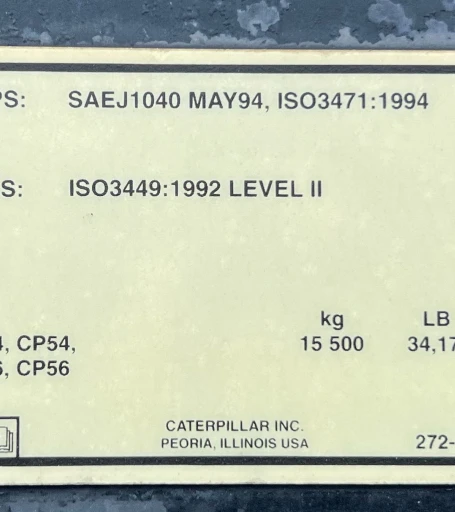 PS: SAEJ1040 MAY94, ISO3471:1994
S: ISO3449:1992 LEVEL II
kg LB
4, CP54, 15 500 34,17
6, CP56
CATERPILLAR INC.
PEORIA, ILLINOIS USA 272-